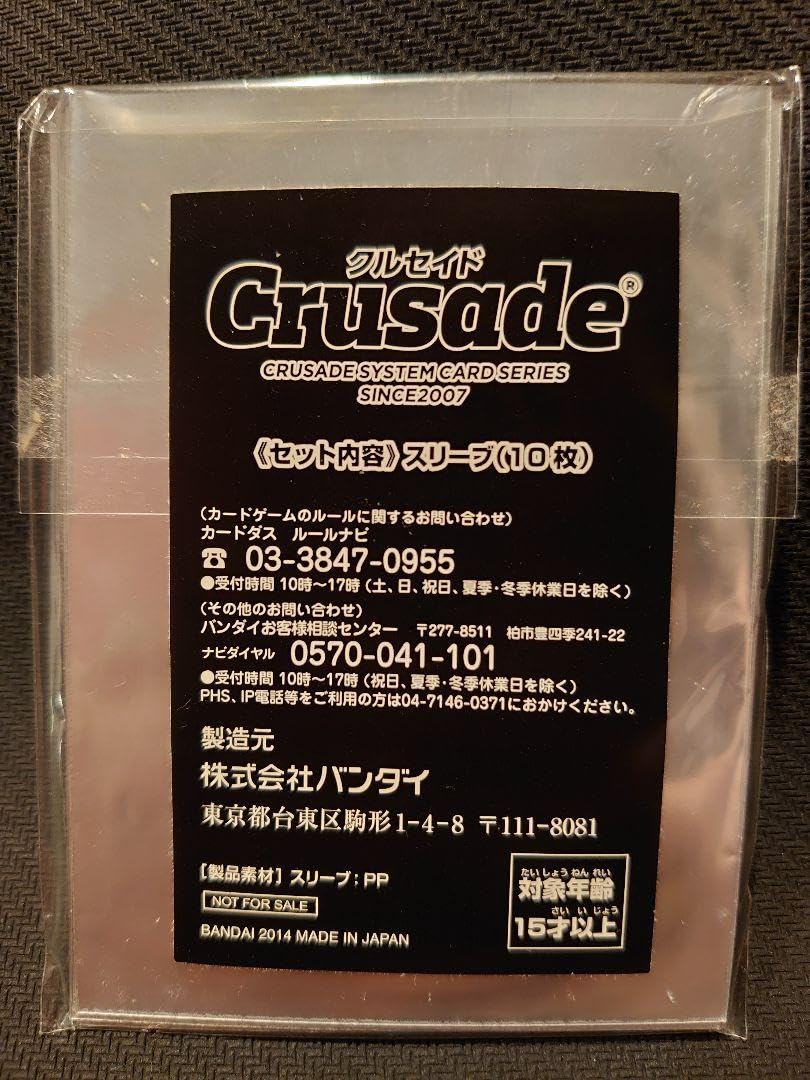 クルセイド
Crusade®
CRUSADE SYSTEM CARD SERIES
SINCE2007
《セット内容》スリーブ(10枚)
(カードゲームのルールに関するお問い合わせ)
カードダス ルールナビ
☎ 03-3847-0955
●受付時間 10時〜17時(土、日、祝日、夏季・冬季休業日を除く)
(その他のお問い合わせ)
バンダイお客様相談センター 〒277-8511 柏市豊四季241-22
ナビダイヤル 0570-041-101
●受付時間 10時〜17時(祝日、夏季・冬季休業日を除く)
PHS、IP電話等をご利用の方は04-7146-0371におかけください。
製造元
株式会社バンダイ
東京都台東区駒形1-4-8 〒111-8081
[製品素材] スリーブ:PP
NOT FOR SALE
BANDAI 2014 MADE IN JAPAN
たいしょうねんれい
対象年齢
さいいじょう
15才以上